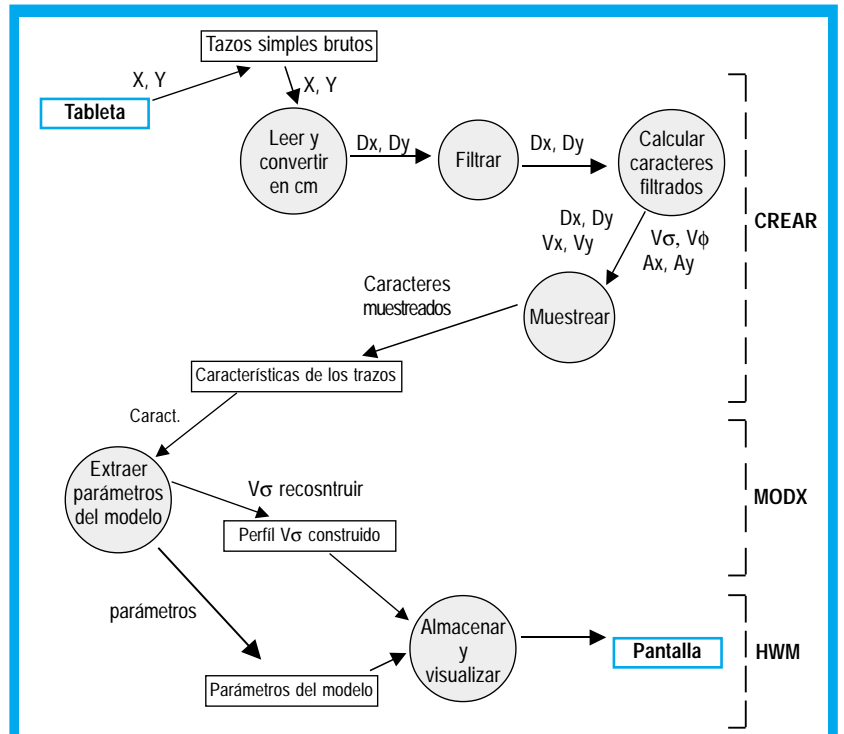 Tazos simples brutos
X, Y
X, Y
Tableta
Leer y
convertir
en cm
Dx, Dy
Filtrar
Dx, Dy
Calcular
caracteres
filtrados
CREAR
Dx, Dy
Vx, Vy
Vσ, Vϕ
Ax, Ay
Caracteres
muestreados
Muestrear
Características de los trazos
Caract.
Extraer
parámetros
del modelo
Vσ recosntruir
MODX
Perfíl Vσ construido
parámetros
Almacenar
y
visualizar
Pantalla
HWM
Parámetros del modelo